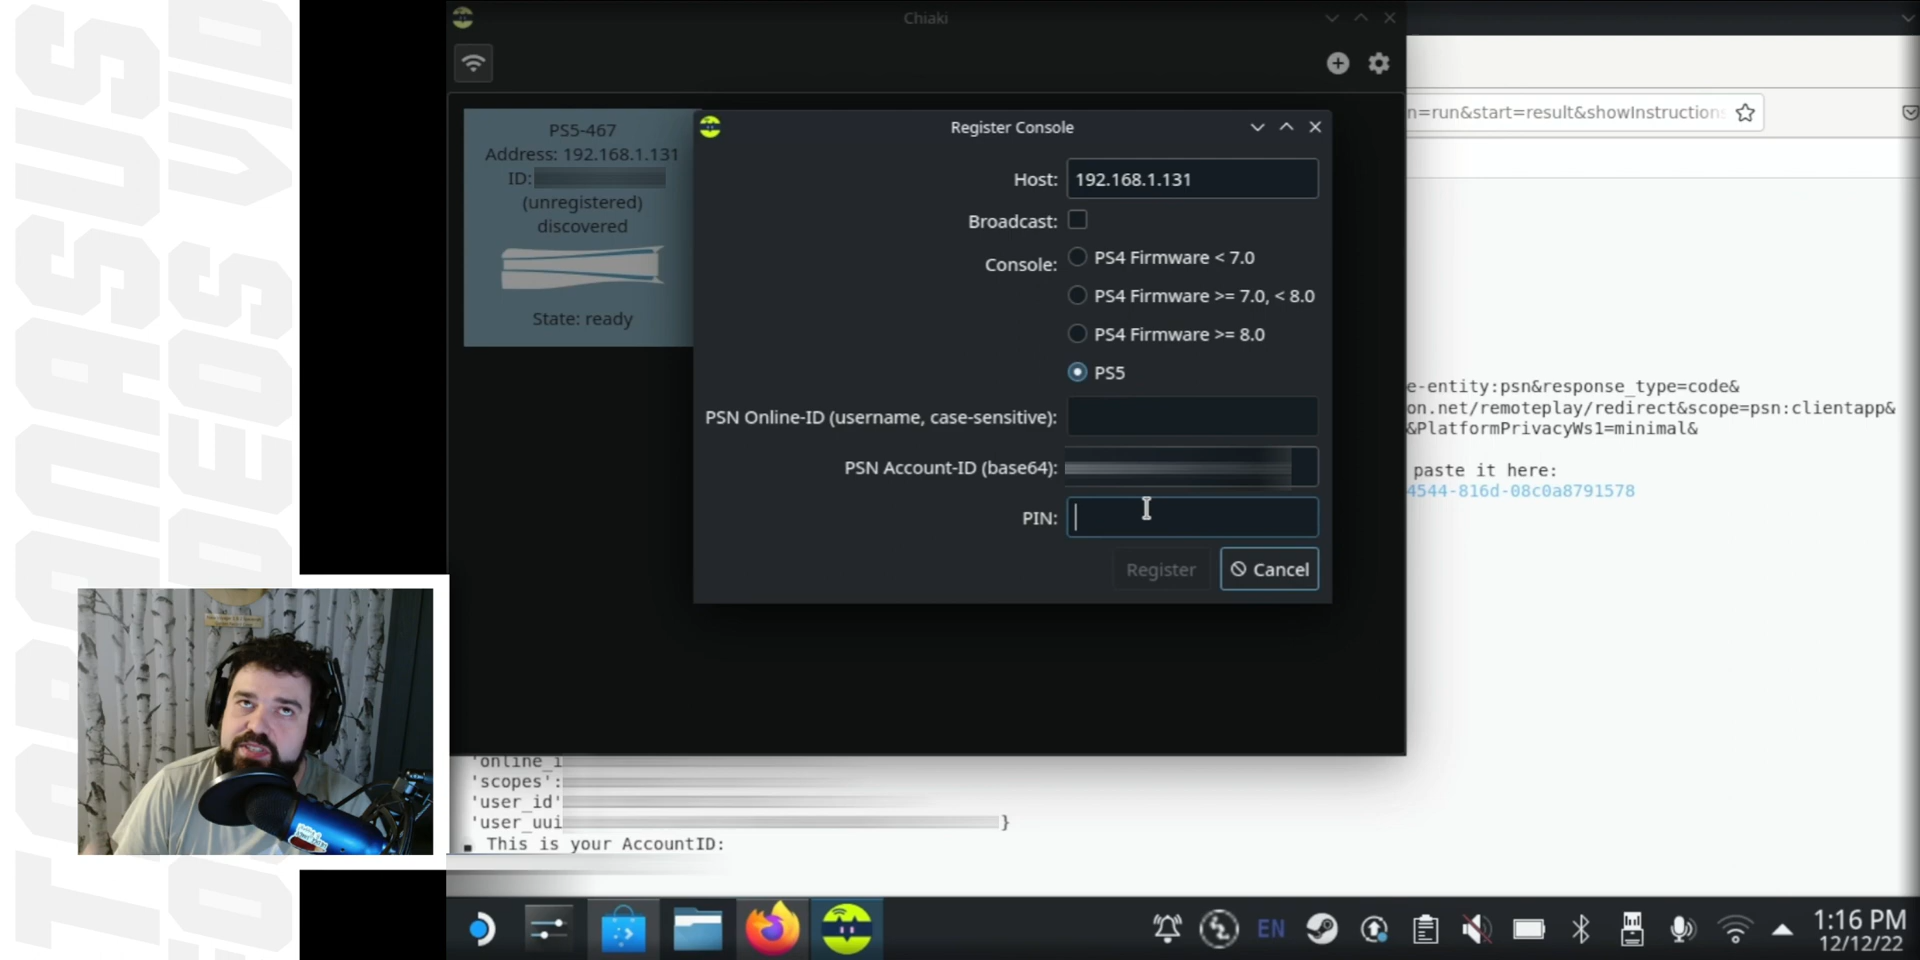 Chiaki
n=run&start=result&showInstruction
PS5-467
Address: 192.168.1.131
ID:
(unregistered)
discovered
State: ready
Register Console
Host: 192.168.1.131
Broadcast:
Console:
PS4 Firmware < 7.0
PS4 Firmware >= 7.0, < 8.0
PS4 Firmware >= 8.0
PS5
PSN Online-ID (username, case-sensitive):
PSN Account-ID (base64):
PIN:
Register
Cancel
e-entity:psn&response_type=code&
on.net/remoteplay/redirect&scope=psn:clientapp&
&PlatformPrivacyWs1=minimal&
paste it here:
4544-816d-08c0a8791578
'online_i
'scopes':
'user_id'
'user_uui }
This is your AccountID:
EN
1:16 PM
12/12/22